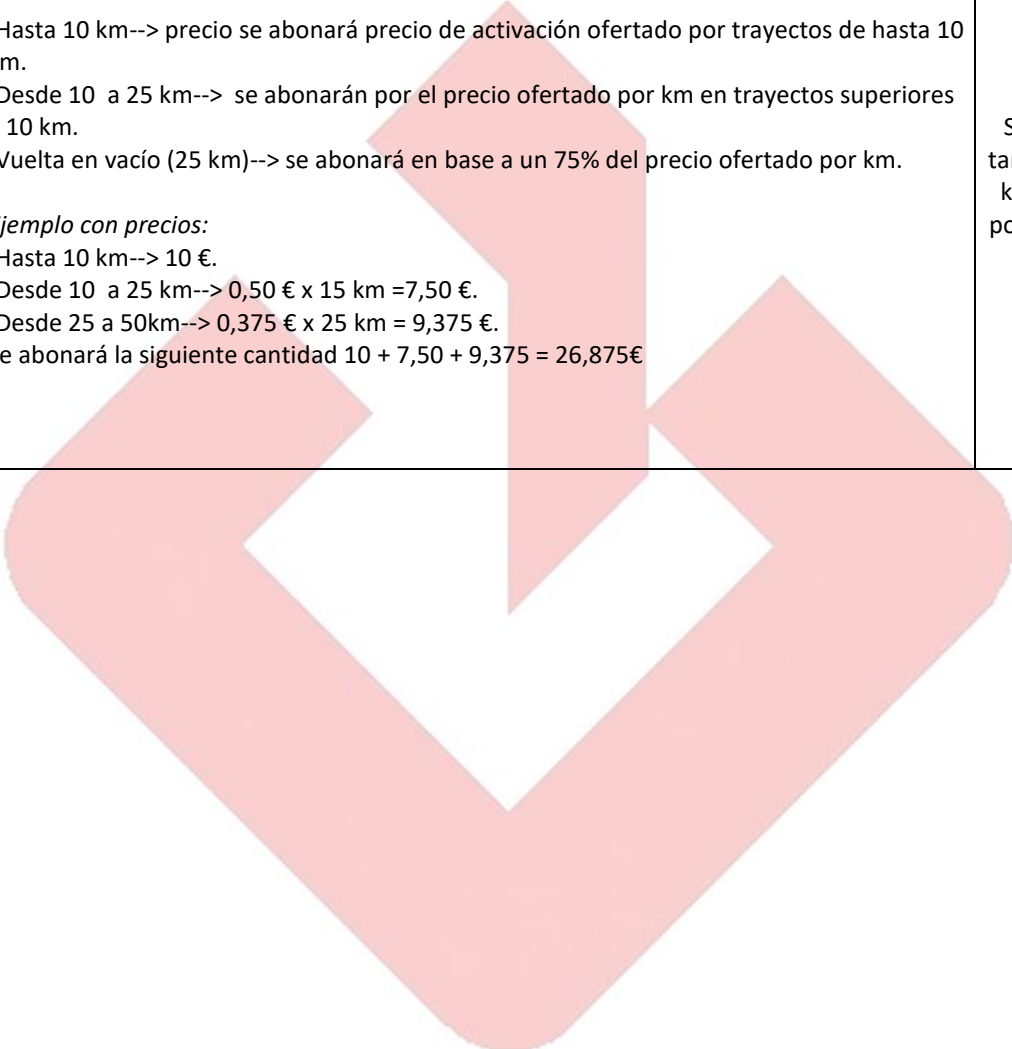 Hasta 10 km--> precio se abonará precio de activación ofertado por trayectos de hasta 10
m.
Desde 10 a 25 km--> se abonarán por el precio ofertado por km en trayectos superiores
10 km.
Vuelta en vacío (25 km)--> se abonará en base a un 75% del precio ofertado por km.
jemplo con precios:
Hasta 10 km--> 10 €.
Desde 10 a 25 km--> 0,50 € x 15 km =7,50 €.
Desde 25 a 50km--> 0,375 € x 25 km = 9,375 €.
e abonará la siguiente cantidad 10 + 7,50 + 9,375 = 26,875€
S
ta
k
po